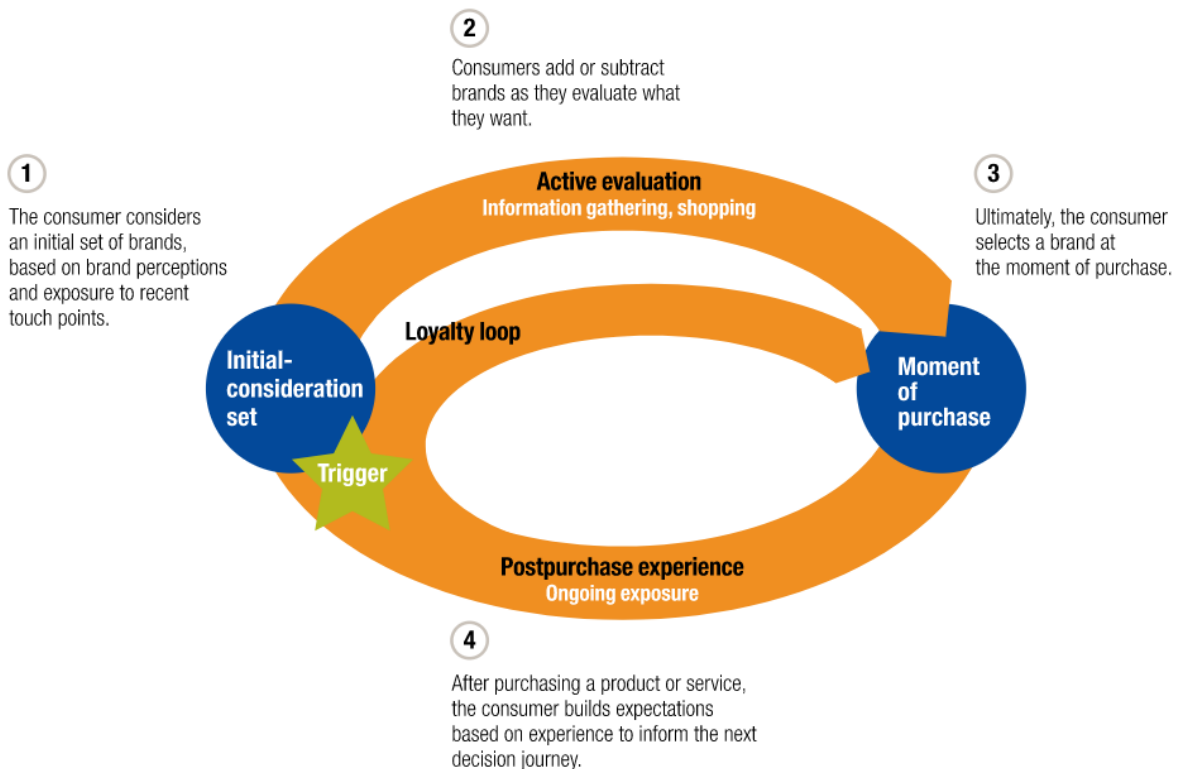 1
The consumer considers
an initial set of brands,
based on brand perceptions
and exposure to recent
touch points.
2
Consumers add or subtract
brands as they evaluate what
they want.
3
Ultimately, the consumer
selects a brand at
the moment of purchase.
Active evaluation
Information gathering, shopping
Loyalty loop
Initial-
consideration
set
Trigger
Moment
of
purchase
Postpurchase experience
Ongoing exposure
4
After purchasing a product or service,
the consumer builds expectations
based on experience to inform the next
decision journey.